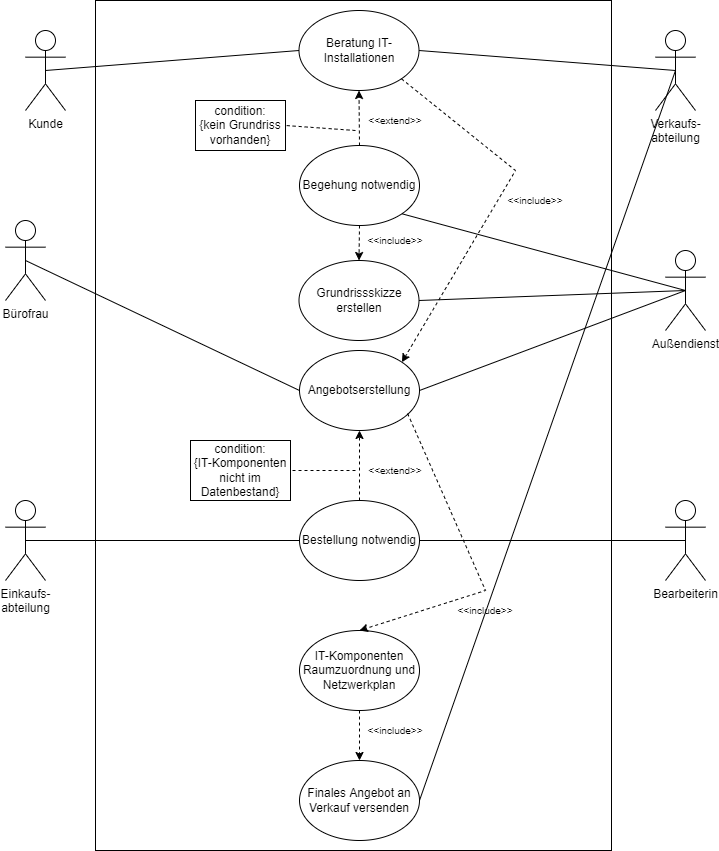 Beratung IT-
Installationen
Kunde
Verkaufs-
abteilung
condition:
{kein Grundriss
vorhanden}
<<extend>>
Begehung notwendig
<<include>>
<<include>>
Bürofrau
Grundrissskizze
erstellen
Außendienst
Angebotserstellung
condition:
{IT-Komponenten
nicht im
Datenbestand}
<<extend>>
Bestellung notwendig
Einkaufs-
abteilung
Bearbeiterin
<<include>>
IT-Komponenten
Raumzuordnung und
Netzwerkplan
<<include>>
Finales Angebot an
Verkauf versenden